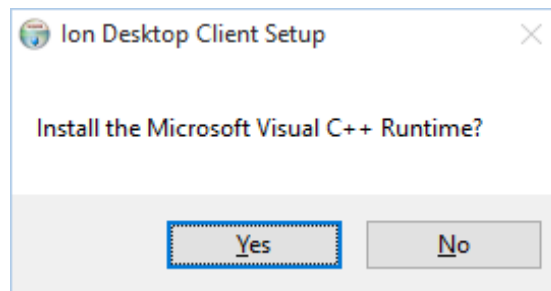 Ion Desktop Client Setup
Install the Microsoft Visual C++ Runtime?
Yes No